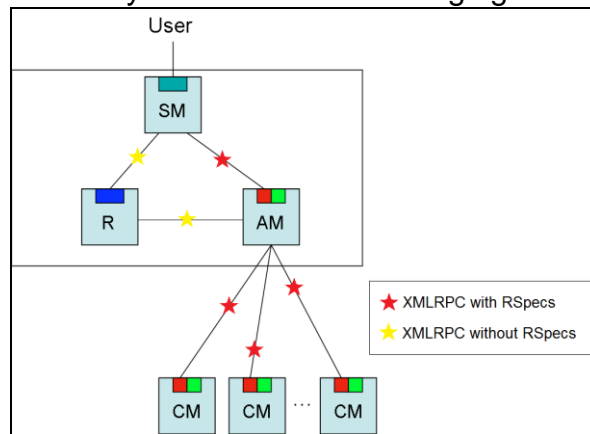 User
SM
R
AM
XMLRPC with RSpecs
XMLRPC without RSpecs
CM
CM
...
CM